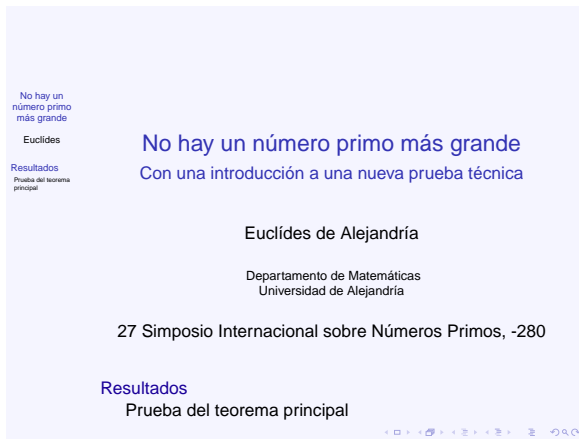 No hay un
número primo
más grande
Euclídes
Resultados
Prueba del teorema
principal
No hay un número primo más grande
Con una introducción a una nueva prueba técnica
Euclídes de Alejandría
Departamento de Matemáticas
Universidad de Alejandría
27 Simposio Internacional sobre Números Primos, -280
Resultados
Prueba del teorema principal